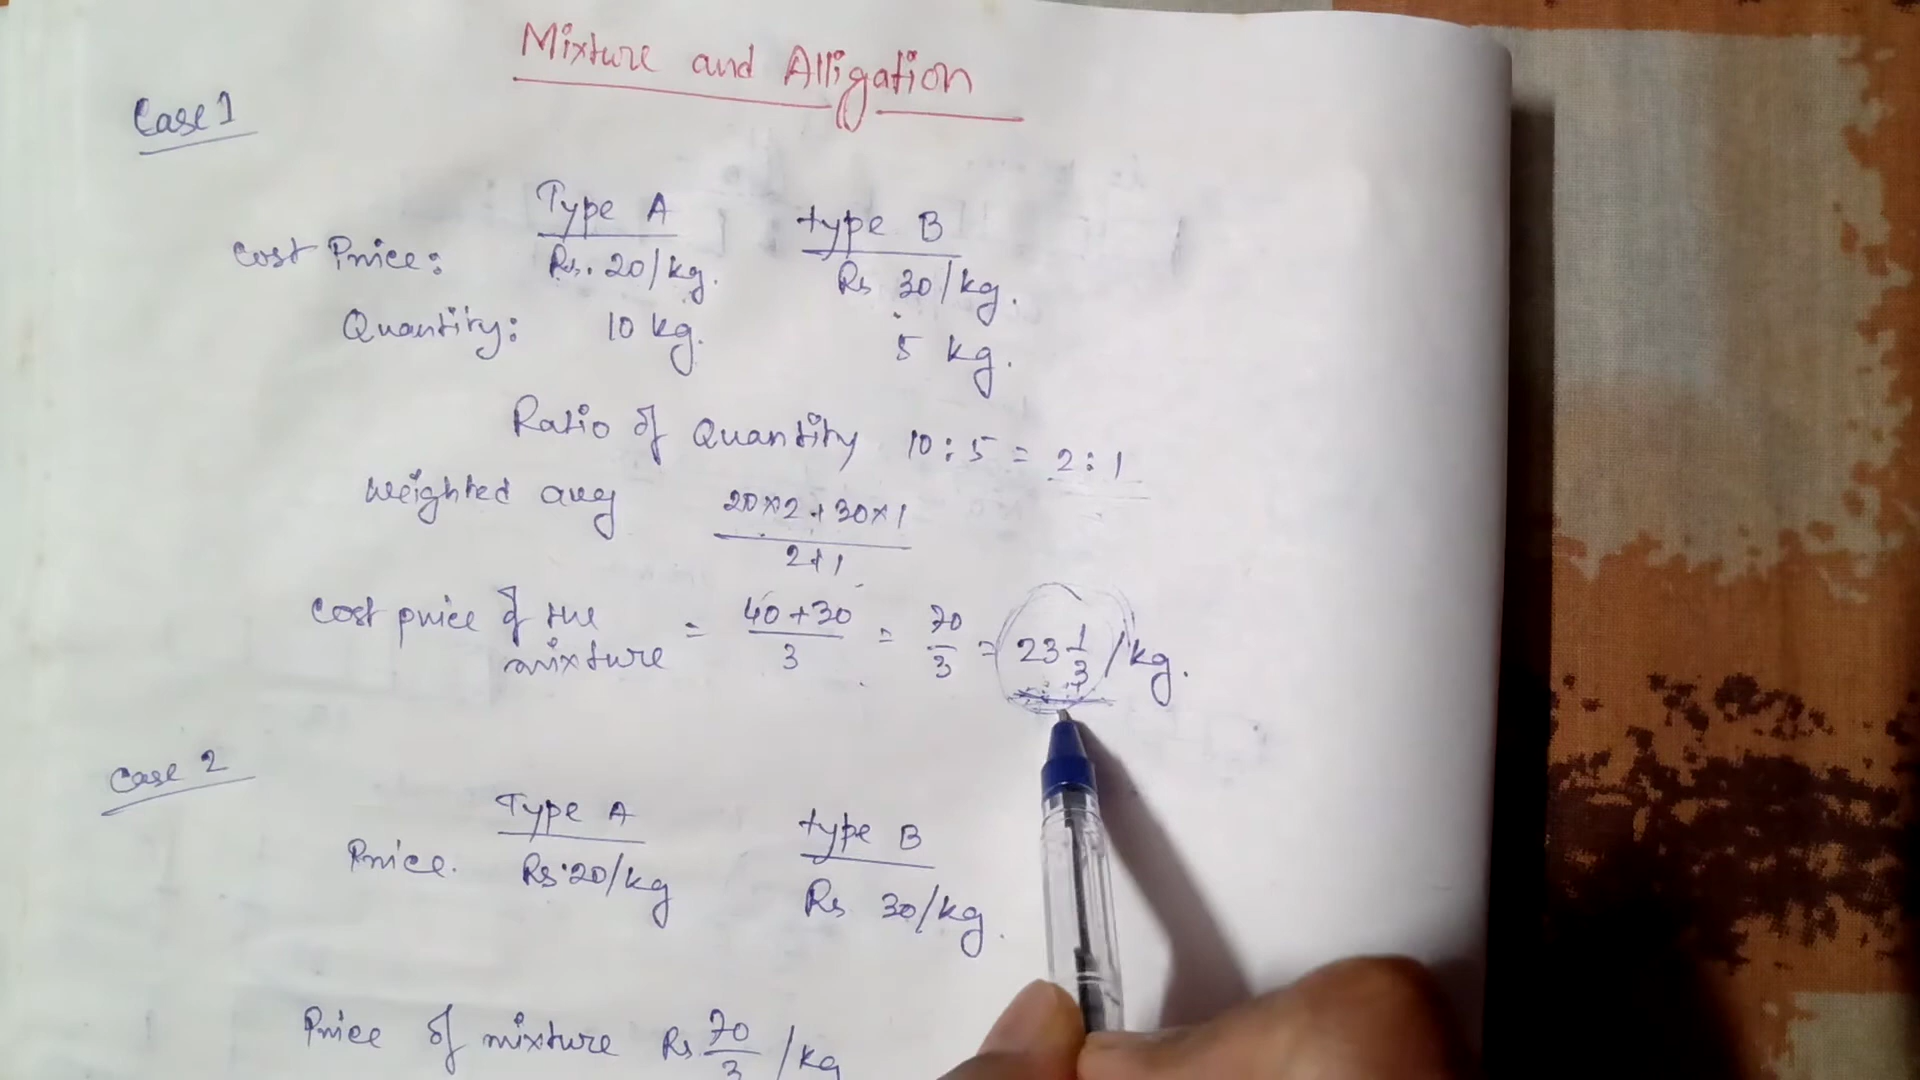 Mixture and Alligation
Case 1
Type A type B
Cost Price: Rs. 20/kg. Rs 30/kg.
Quantity: 10 kg. 5 kg.
Ratio of Quantity 10:5 = 2:1
Weighted avg 20×2+30×1
2+1
Cost price of the mixture = 40+30/3 = 70/3 = 23 1/3 /kg.
Case 2
Type A type B
Price. Rs. 20/kg Rs 30/kg.
Price of mixture Rs 70/3 /kg